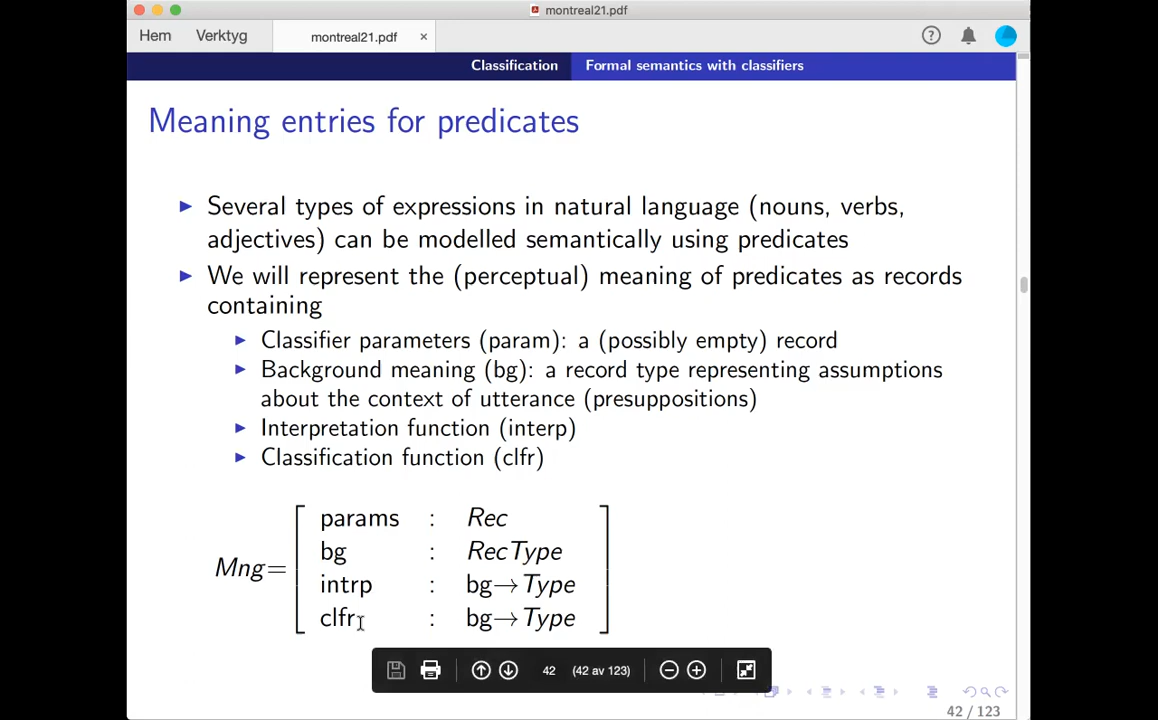 montreal21.pdf
Hem Verktyg montreal21.pdf ×
Classification Formal semantics with classifiers
Meaning entries for predicates
Several types of expressions in natural language (nouns, verbs,
adjectives) can be modelled semantically using predicates
We will represent the (perceptual) meaning of predicates as records
containing
Classifier parameters (param): a (possibly empty) record
Background meaning (bg): a record type representing assumptions
about the context of utterance (presuppositions)
Interpretation function (interp)
Classification function (clfr)
params : Rec
bg : RecType
Mng=
intrp : bg→Type
clfr : bg→Type
42 (42 av 123)
42 / 123